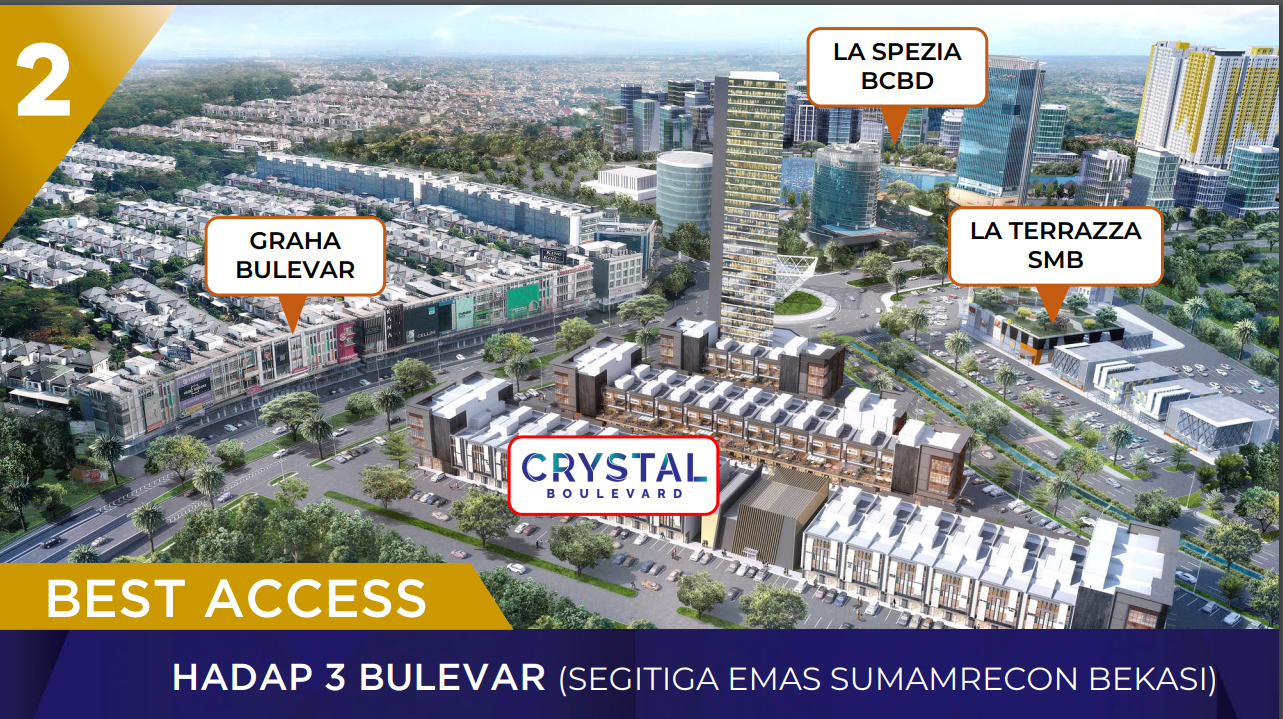 2
LA SPEZIA
BCBD
GRAHA
BULEVAR
LA TERRAZZA
SMB
CRYSTAL
BOULEVARD
BEST ACCESS
HADAP 3 BULEVAR (SEGITIGA EMAS SUMAMRECON BEKASI)